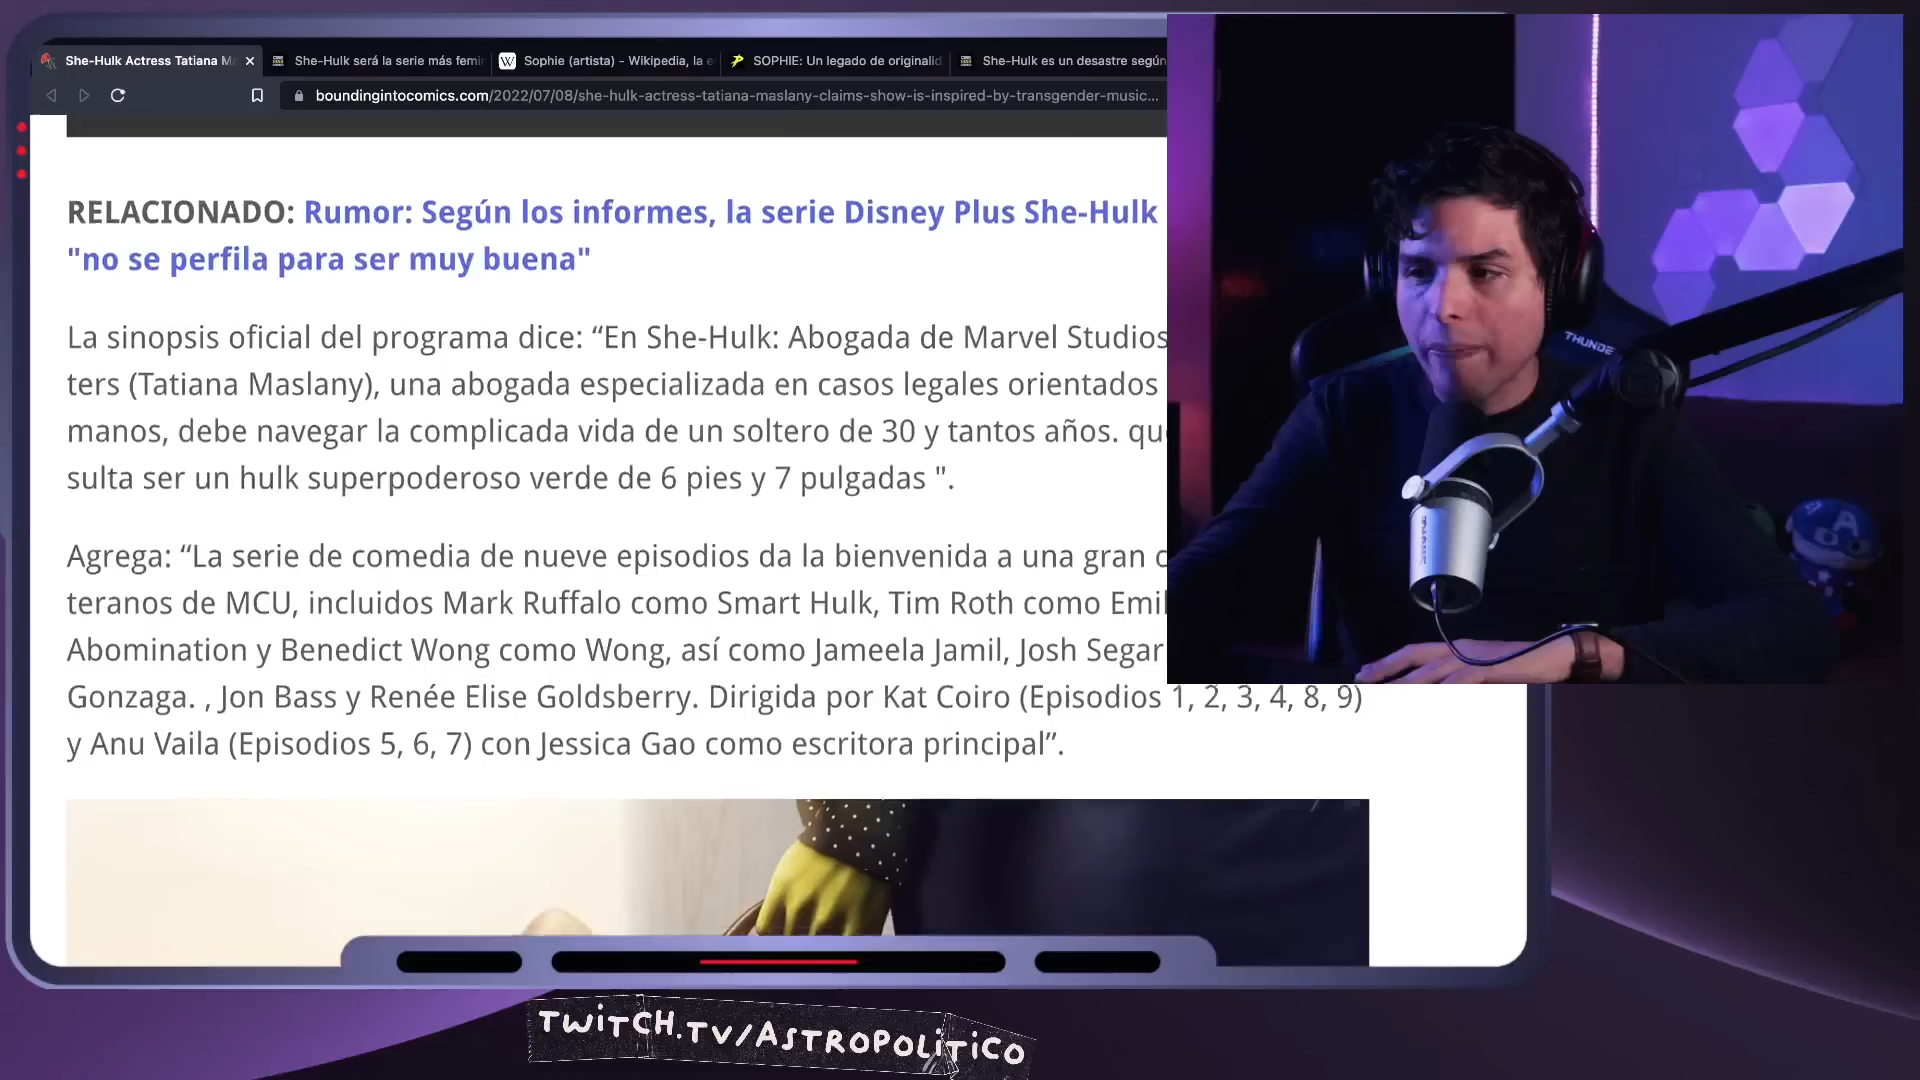 She-Hulk Actress Tatiana M
She-Hulk será la serie más femin
Sophie (artista) - Wikipedia, la e
SOPHIE: Un legado de originalid
She-Hulk es un desastre según
boundingintocomics.com/2022/07/08/she-hulk-actress-tatiana-maslany-claims-show-is-inspired-by-transgender-music...
RELACIONADO: Rumor: Según los informes, la serie Disney Plus She-Hulk
"no se perfila para ser muy buena"
La sinopsis oficial del programa dice: “En She-Hulk: Abogada de Marvel Studios
ters (Tatiana Maslany), una abogada especializada en casos legales orientados
manos, debe navegar la complicada vida de un soltero de 30 y tantos años. qu
sulta ser un hulk superpoderoso verde de 6 pies y 7 pulgadas ".
Agrega: “La serie de comedia de nueve episodios da la bienvenida a una gran
teranos de MCU, incluidos Mark Ruffalo como Smart Hulk, Tim Roth como Emil
Abomination y Benedict Wong como Wong, así como Jameela Jamil, Josh Segar
Gonzaga. , Jon Bass y Renée Elise Goldsberry. Dirigida por Kat Coiro (Episodios 1, 2, 3, 4, 8, 9)
y Anu Vaila (Episodios 5, 6, 7) con Jessica Gao como escritora principal”.
THUNDE
A
TWITCH.TV/ASTROPOLITICO